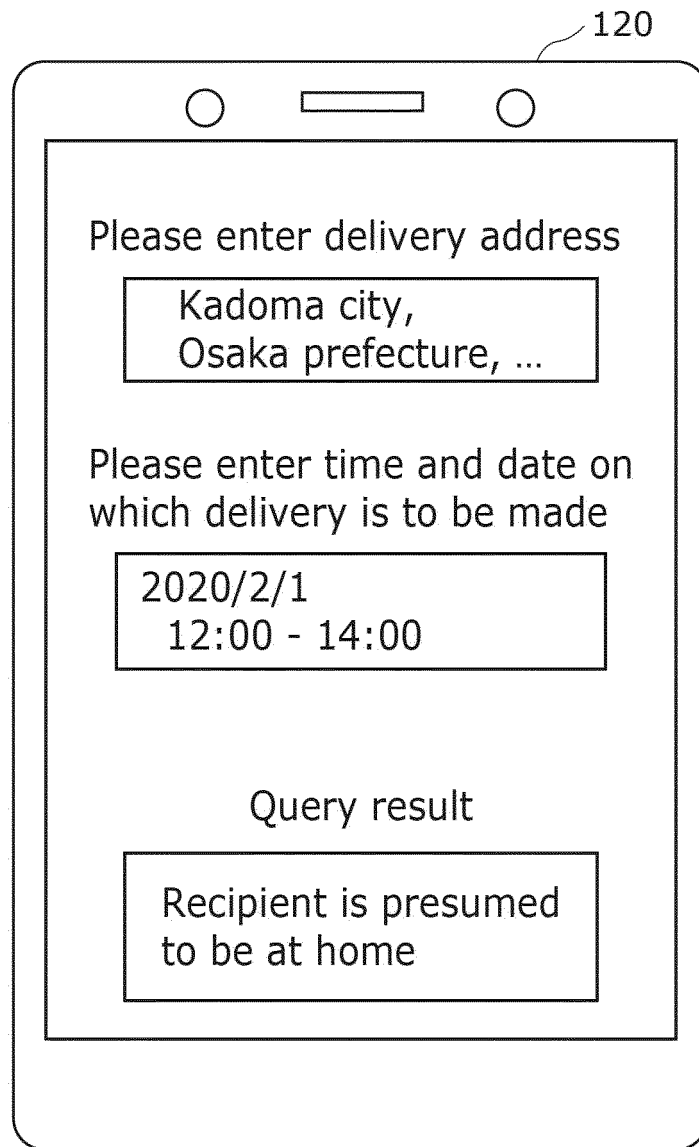 120
Please enter delivery address
Kadoma city,
Osaka prefecture, ...
Please enter time and date on
which delivery is to be made
2020/2/1
12:00 - 14:00
Query result
Recipient is presumed
to be at home